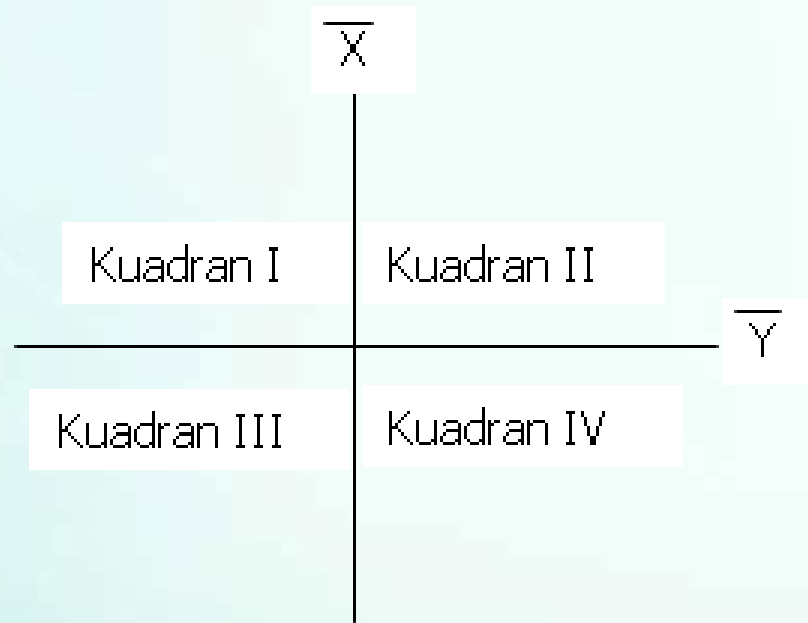 X̅
Kuadran I
Kuadran II
Y̅
Kuadran III
Kuadran IV